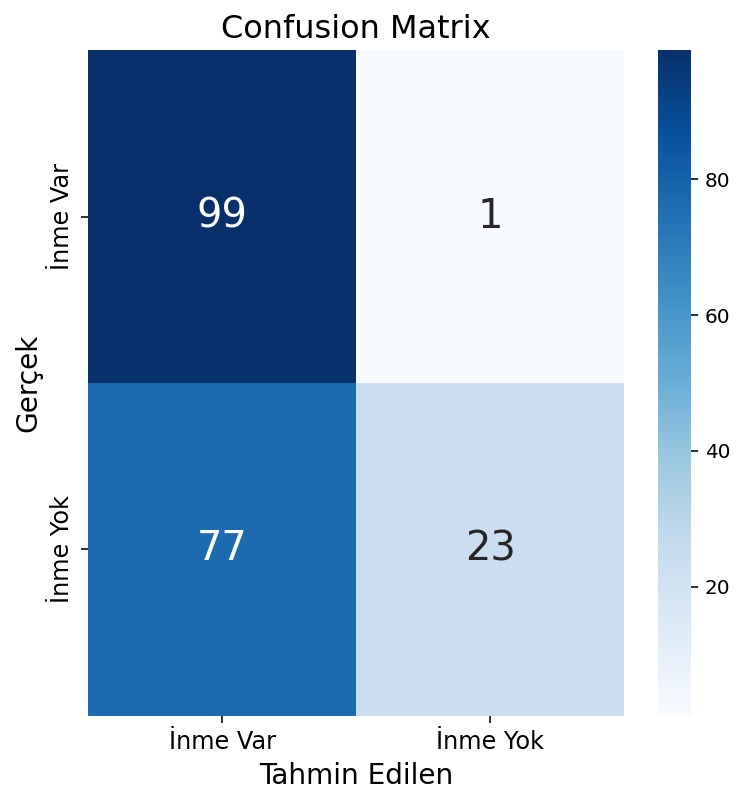 Confusion Matrix
Gerçek
İnme Var
99
1
İnme Yok
77
23
İnme Var
İnme Yok
Tahmin Edilen
80
60
40
20